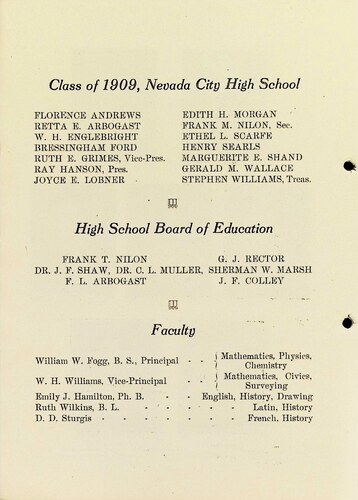 Class of 1909, Nevada City High School
FLORENCE ANDREWS
RETTA E. ARBOGAST
W. H. ENGLEBRIGHT
BRESSINGHAM FORD
RUTH E. GRIMES, Vice-Pres.
RAY HANSON, Pres.
JOYCE E. LOBNER
EDITH H. MORGAN
FRANK M. NILON, Sec.
ETHEL L. SCARFE
HENRY SEARLS
MARGUERITE E. SHAND
GERALD M. WALLACE
STEPHEN WILLIAMS, Treas.
High School Board of Education
FRANK T. NILON G. J. RECTOR
DR. J. F. SHAW, DR. C. L. MULLER, SHERMAN W. MARSH
F. L. ARBOGAST J. F. COLLEY
Faculty
William W. Fogg, B. S., Principal - - { Mathematics, Physics,
Chemistry
W. H. Williams, Vice-Principal - - { Mathematics, Civics,
Surveying
Emily J. Hamilton, Ph. B. - - English, History, Drawing
Ruth Wilkins, B. L. - - - - - Latin, History
D. D. Sturgis - - - - - - French, History